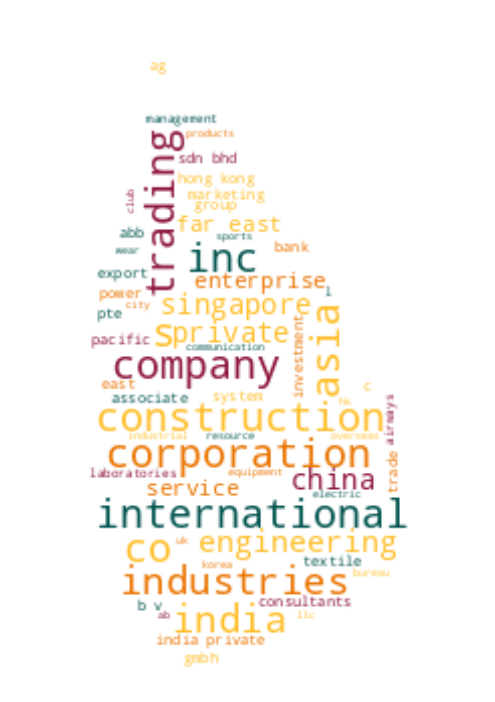 ag
management
products
trading
sdn bhd
hong kong
club
marketing
group
far east
abb
sports
wear
bank
inc
export
enterprise
power
l
city
singapore
pte
s
private
asia
pacific
communication
investment
company
east
c
associate
system
hk
airways
construction
industrial
resource
overseas
corporation
laboratories
equipment
china
trade
service
electric
international
co
uk
engineering
textile
korea
bureau
industries
b v
consultants
ab
india
llc
india private
gmbh